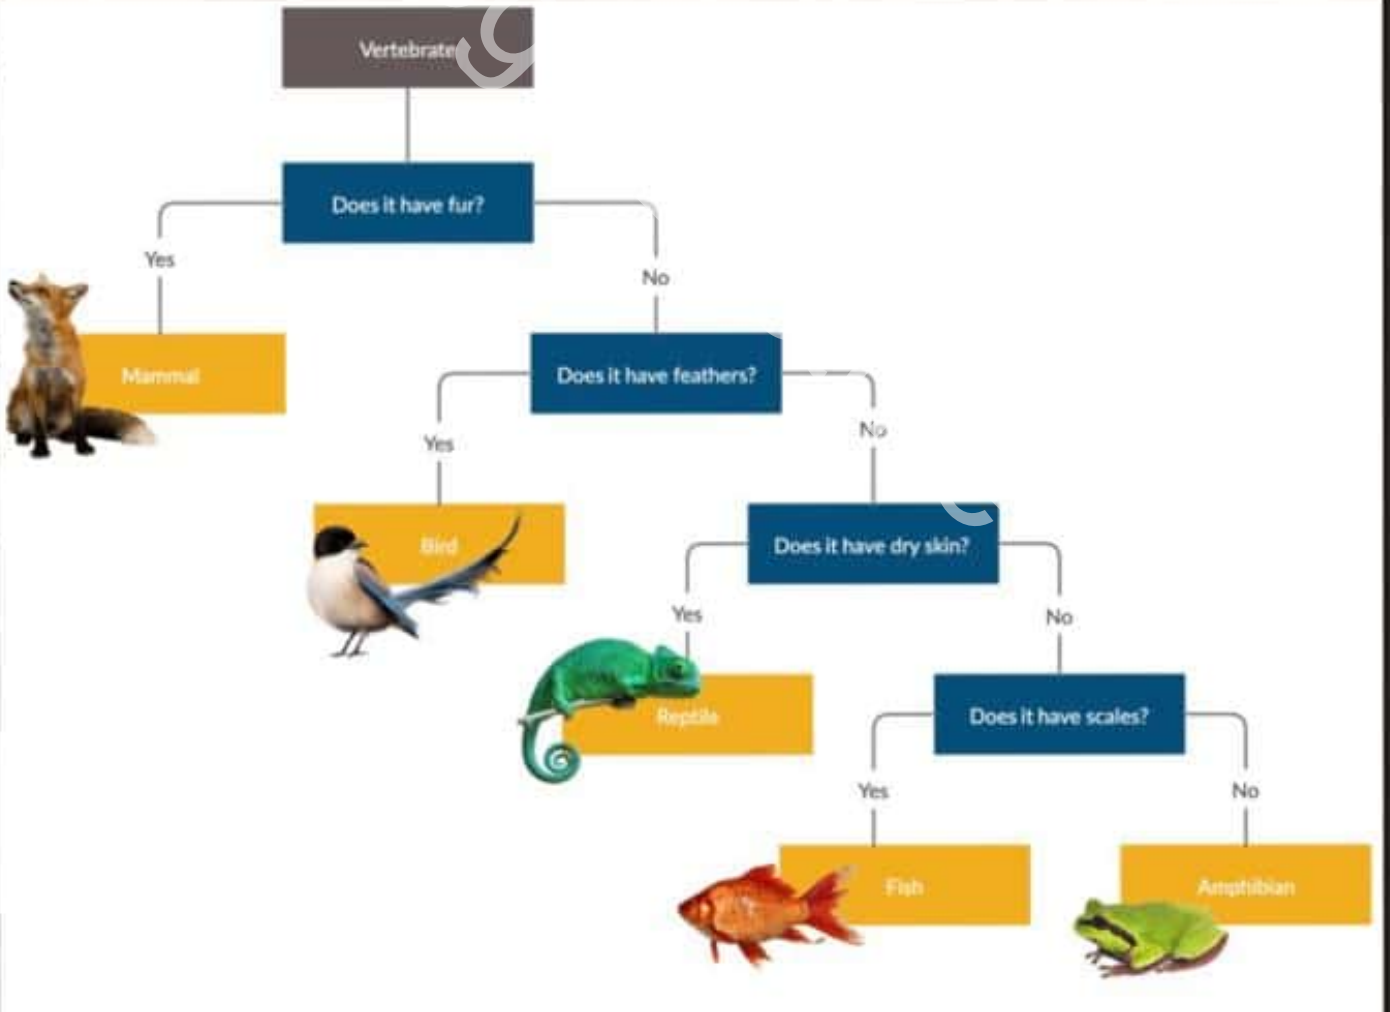 Vertebrate
Does it have fur?
Yes
No
Mammal
Does it have feathers?
Yes
No
Bird
Does it have dry skin?
Yes
No
Reptile
Does it have scales?
Yes
No
Fish
Amphibian